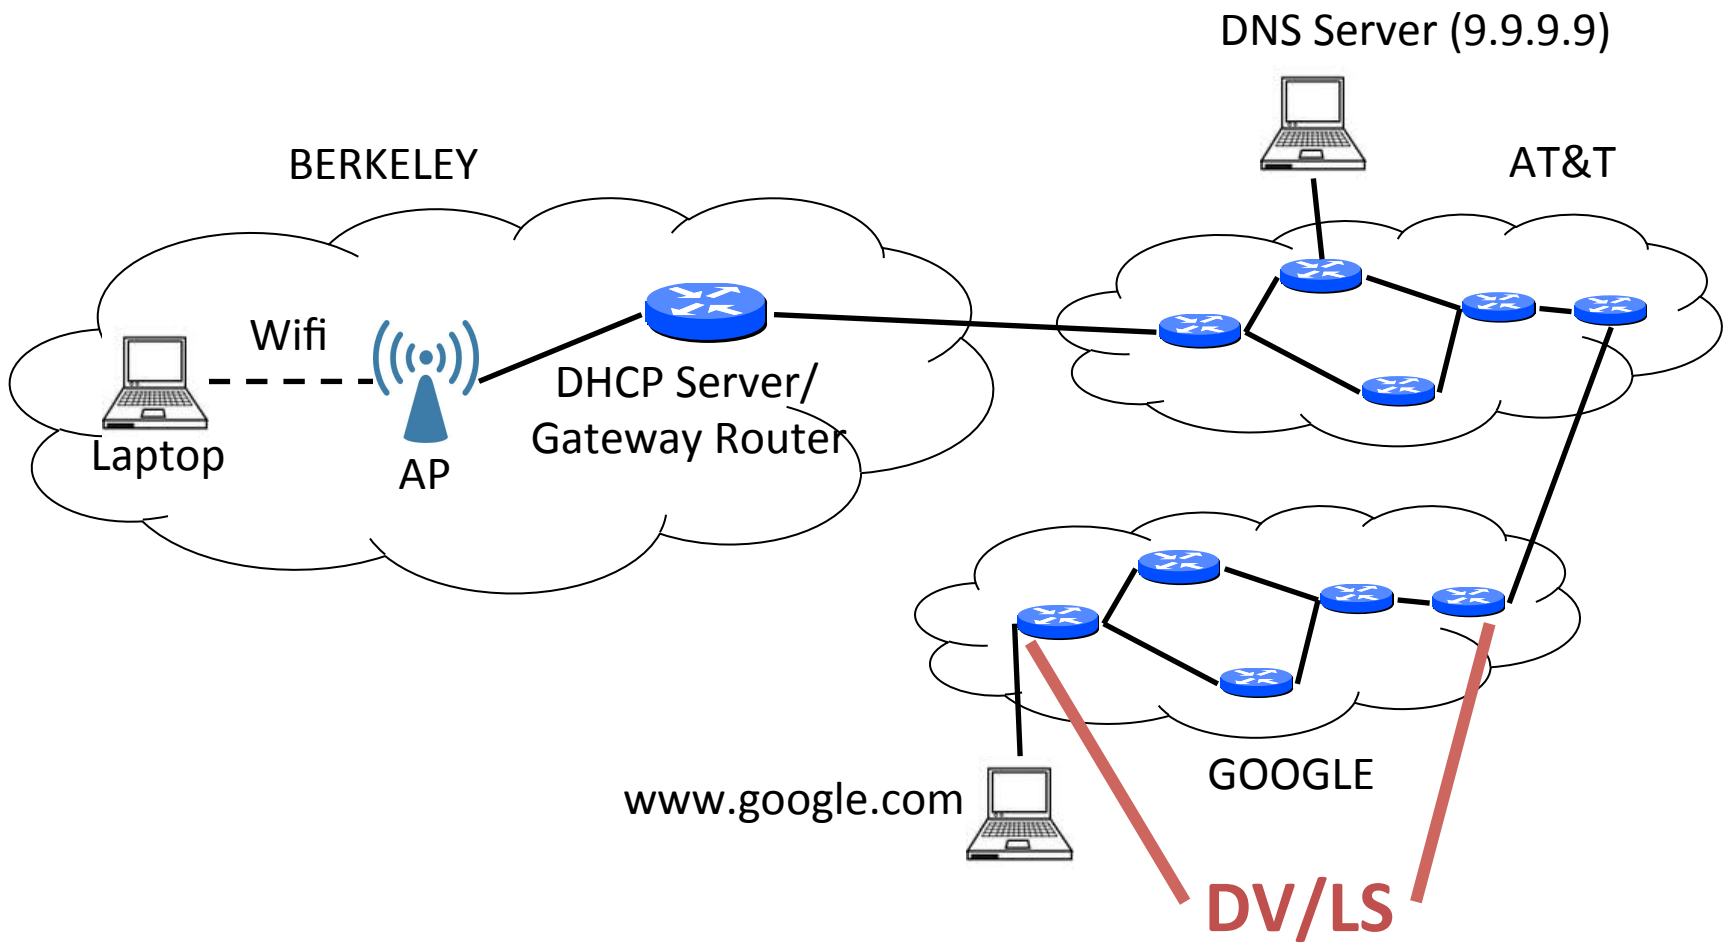 DNS Server (9.9.9.9)
BERKELEY
AT&T
Wifi
DHCP Server/
Gateway Router
Laptop
AP
GOOGLE
www.google.com
DV/LS